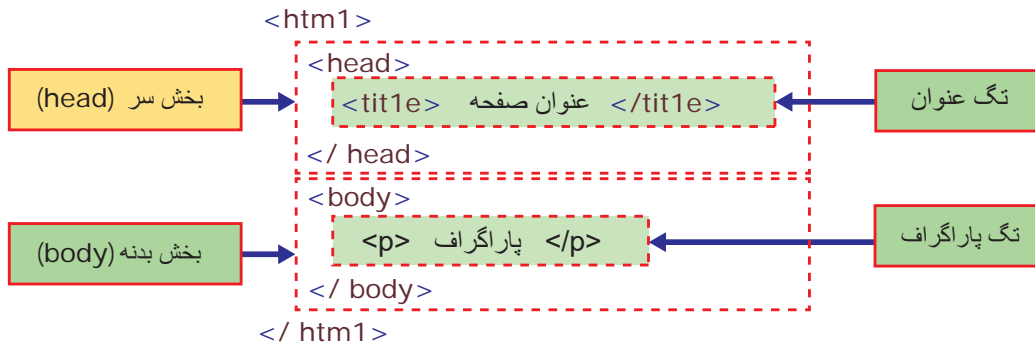 <htm1>
<head>
بخش سر (head)
<tit1e> عنوان صفحه </tit1e>
تگ عنوان
</ head>
<body>
بخش بدنه (body)
<p> پاراگراف </p>
تگ پاراگراف
</ body>
</ htm1>